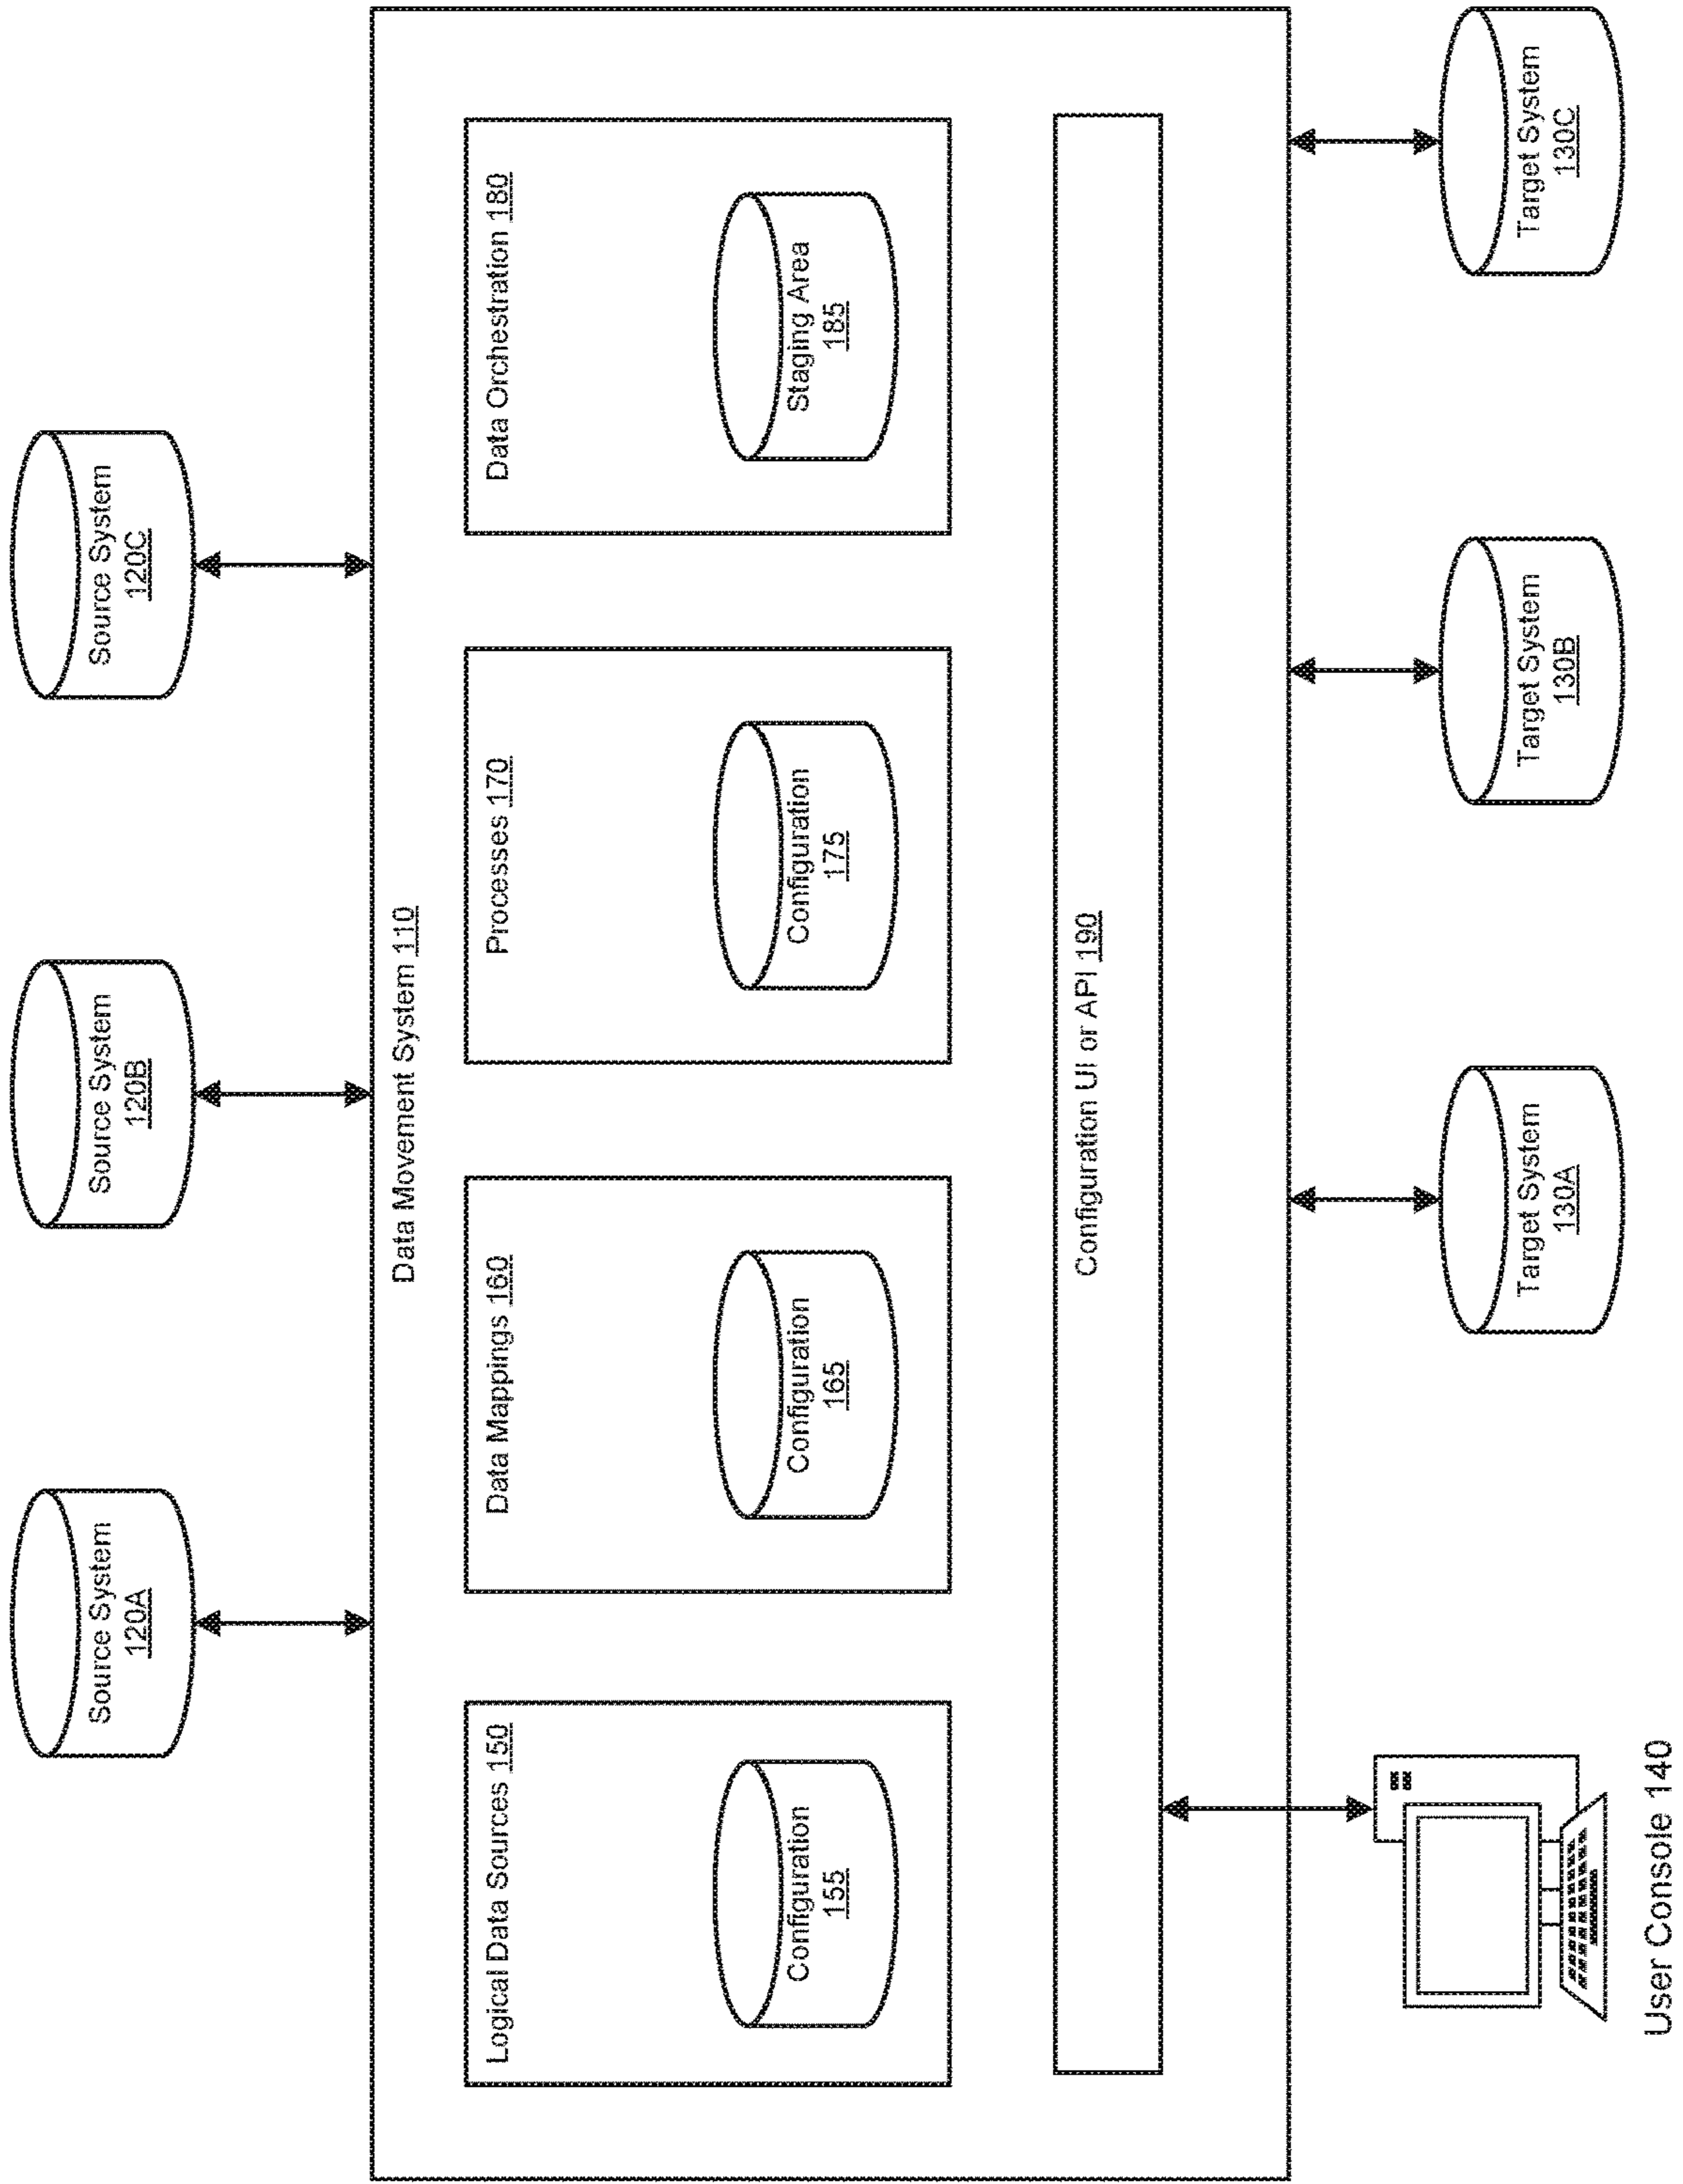 Source System
120A
Source System
120B
Source System
120C
Data Movement System 110
Logical Data Sources 150
Configuration
155
Data Mappings 160
Configuration
165
Processes 170
Configuration
175
Data Orchestration 180
Staging Area
185
Configuration UI or API 190
User Console 140
Target System
130A
Target System
130B
Target System
130C